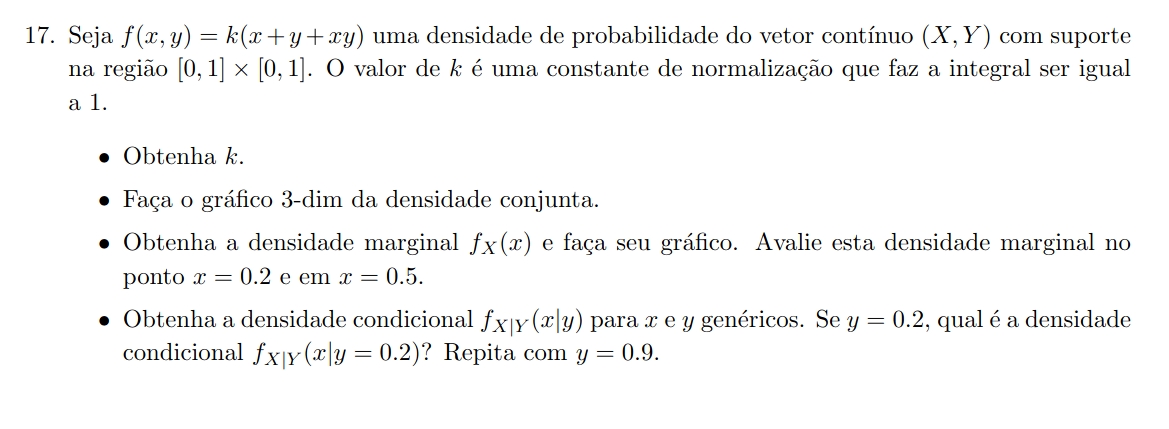 17. Seja f(x, y) = k(x+y+xy) uma densidade de probabilidade do vetor contínuo (X, Y) com suporte
na região [0, 1] × [0, 1]. O valor de k é uma constante de normalização que faz a integral ser igual
a 1.
• Obtenha k.
• Faça o gráfico 3-dim da densidade conjunta.
• Obtenha a densidade marginal f_X(x) e faça seu gráfico. Avalie esta densidade marginal no
ponto x = 0.2 e em x = 0.5.
• Obtenha a densidade condicional f_{X|Y}(x|y) para x e y genéricos. Se y = 0.2, qual é a densidade
condicional f_{X|Y}(x|y = 0.2)? Repita com y = 0.9.